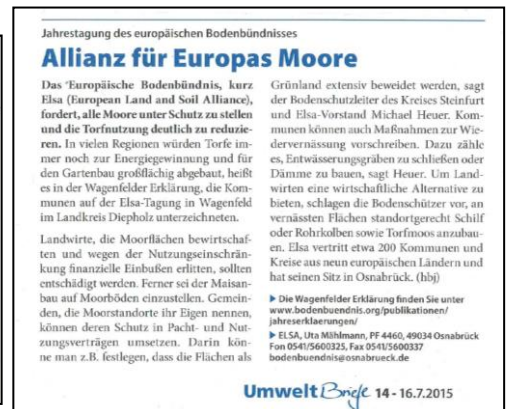 Jahrestagung des europäischen Bodenbündnisses
Allianz für Europas Moore
Das Europäische Bodenbündnis, kurz
Elsa (European Land and Soil Alliance),
fordert, alle Moore unter Schutz zu stellen
und die Torfnutzung deutlich zu reduzie-
ren. In vielen Regionen würden Torfe im-
mer noch zur Energiegewinnung und für
den Gartenbau großflächig abgebaut, heißt
es in der Wagenfelder Erklärung, die Kom-
munen auf der Elsa-Tagung in Wagenfeld
im Landkreis Diepholz unterzeichneten.
Landwirte, die Moorflächen bewirtschaf-
ten und wegen der Nutzungseinschrän-
kung finanzielle Einbußen erlitten, sollten
entschädigt werden. Ferner sei der Maisan-
bau auf Moorböden einzustellen. Gemein-
den, die Moorstandorte ihr Eigen nennen,
können deren Schutz in Pacht- und Nut-
zungsverträgen umsetzen. Darin kön-
ne man z.B. festlegen, dass die Flächen als
Grünland extensiv beweidet werden, sagt
der Bodenschutzleiter des Kreises Steinfurt
und Elsa-Vorstand Michael Heuer. Kom-
munen können auch Maßnahmen zur Wie-
dervernässung vorschreiben. Dazu zähle
es, Entwässerungsgräben zu schließen oder
Dämme zu bauen, sagt Heuer. Um Land-
wirten eine wirtschaftliche Alternative zu
bieten, schlagen die Bodenschützer vor, an
vernässten Flächen standortgerecht Schilf
oder Rohrkolben sowie Torfmoos anzubau-
en. Elsa vertritt etwa 200 Kommunen und
Kreise aus neun europäischen Ländern und
hat seinen Sitz in Osnabrück. (hbj)
▶ Die Wagenfelder Erklärung finden Sie unter
www.bodenbuendnis.org/publikationen/
jahreserklaerungen/
▶ ELSA, Uta Mählmann, PF 4460, 49034 Osnabrück
Fon 0541/5600325, Fax 0541/5600337
bodenbuendnis@osnabrueck.de
Umwelt Briefe 14 - 16.7.2015